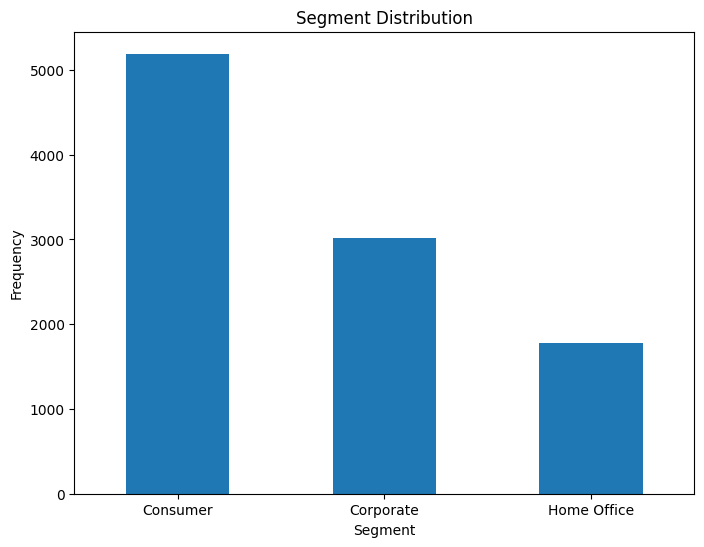 Segment Distribution
5000
4000
3000
2000
1000
0
Frequency
Consumer
Corporate
Home Office
Segment